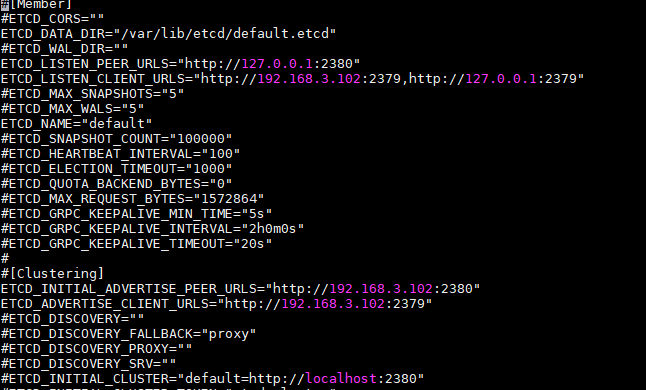 #[Member]
#ETCD_CORS=""
ETCD_DATA_DIR="/var/lib/etcd/default.etcd"
#ETCD_WAL_DIR=""
ETCD_LISTEN_PEER_URLS="http://127.0.0.1:2380"
ETCD_LISTEN_CLIENT_URLS="http://192.168.3.102:2379,http://127.0.0.1:2379"
#ETCD_MAX_SNAPSHOTS="5"
#ETCD_MAX_WALS="5"
ETCD_NAME="default"
#ETCD_SNAPSHOT_COUNT="100000"
#ETCD_HEARTBEAT_INTERVAL="100"
#ETCD_ELECTION_TIMEOUT="1000"
#ETCD_QUOTA_BACKEND_BYTES="0"
#ETCD_MAX_REQUEST_BYTES="1572864"
#ETCD_GRPC_KEEPALIVE_MIN_TIME="5s"
#ETCD_GRPC_KEEPALIVE_INTERVAL="2h0m0s"
#ETCD_GRPC_KEEPALIVE_TIMEOUT="20s"
#
#[Clustering]
ETCD_INITIAL_ADVERTISE_PEER_URLS="http://192.168.3.102:2380"
ETCD_ADVERTISE_CLIENT_URLS="http://192.168.3.102:2379"
#ETCD_DISCOVERY=""
#ETCD_DISCOVERY_FALLBACK="proxy"
#ETCD_DISCOVERY_PROXY=""
#ETCD_DISCOVERY_SRV=""
#ETCD_INITIAL_CLUSTER="default=http://localhost:2380"